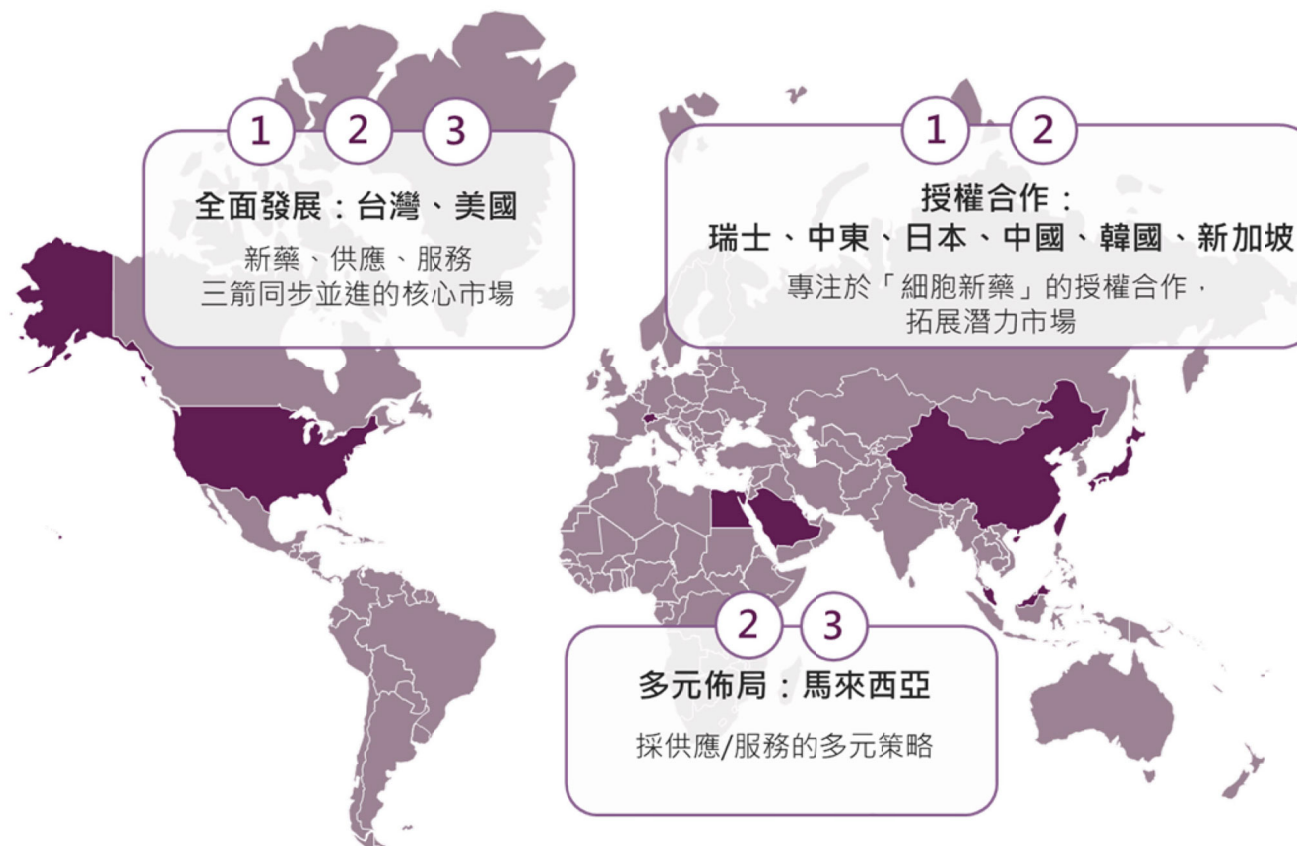 1 2 3
全面發展：台灣、美國
新藥、供應、服務
三箭同步並進的核心市場
1 2
授權合作：
瑞士、中東、日本、中國、韓國、新加坡
專注於「細胞新藥」的授權合作，
拓展潛力市場
2 3
多元佈局：馬來西亞
採供應/服務的多元策略